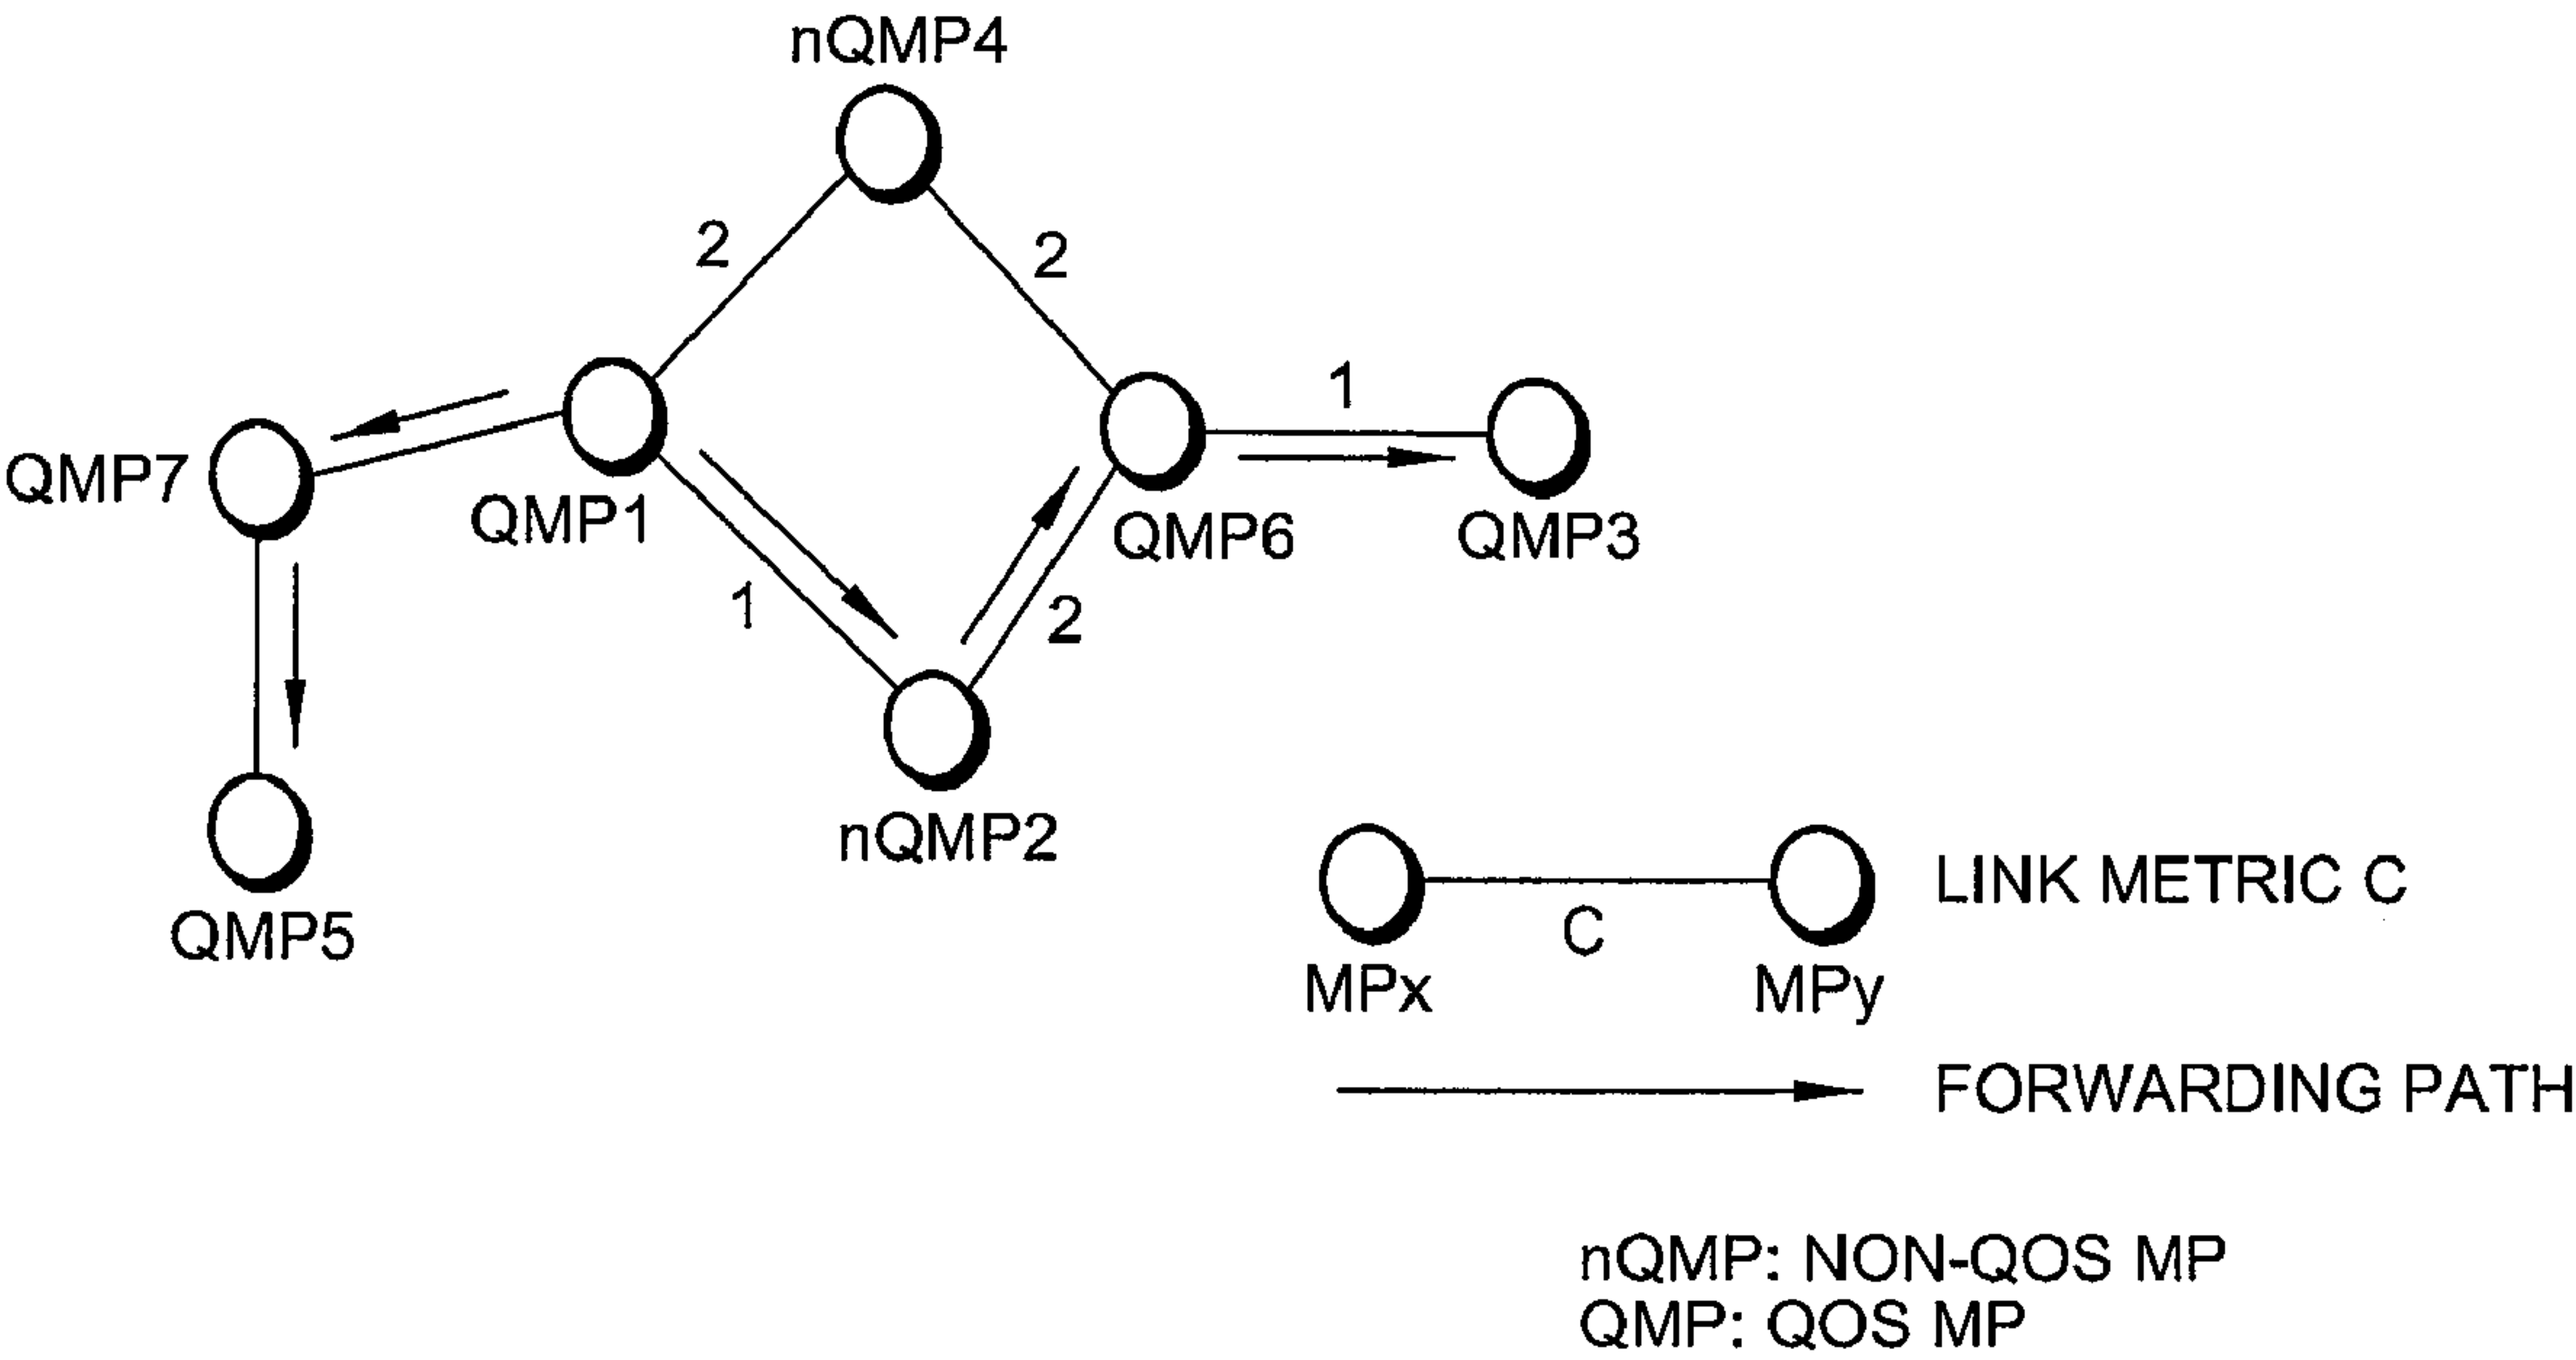 nQMP4
2
2
1
QMP7
QMP1
QMP6
QMP3
1
2
nQMP2
QMP5
LINK METRIC C
C
MPx
MPy
FORWARDING PATH
nQMP: NON-QOS MP
QMP: QOS MP